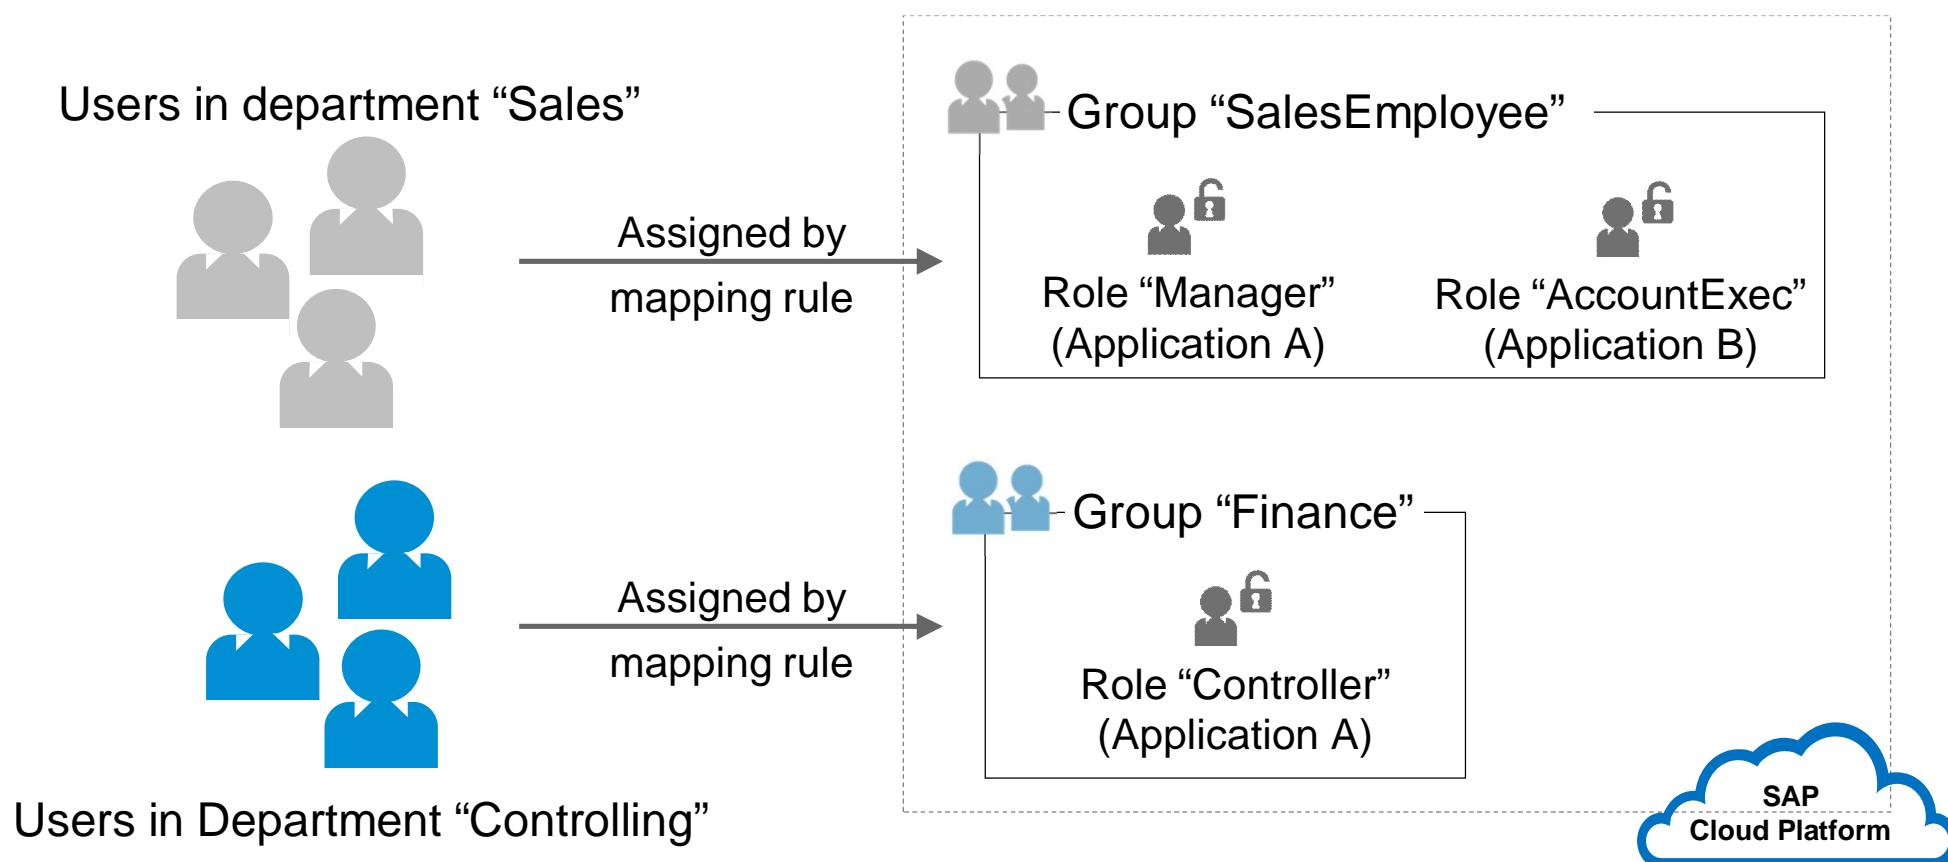 Users in department “Sales”
Assigned by
mapping rule
Group “SalesEmployee”
Role “Manager”
(Application A)
Role “AccountExec”
(Application B)
Assigned by
mapping rule
Group “Finance”
Role “Controller”
(Application A)
Users in Department “Controlling”
SAP
Cloud Platform